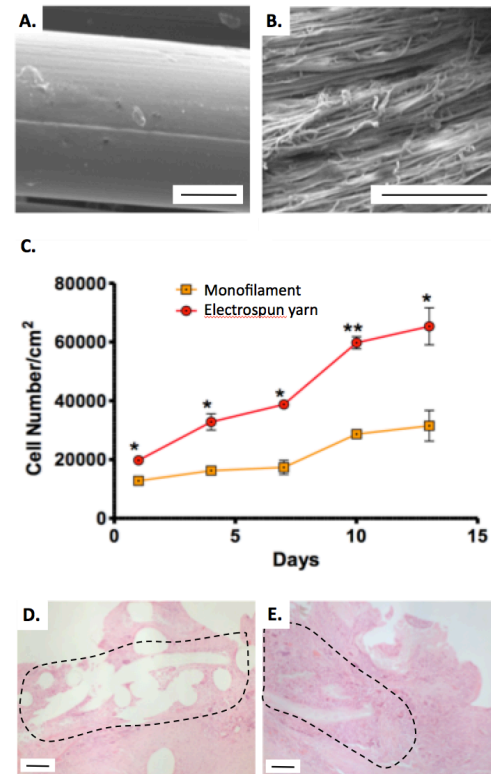 A.
B.
C.
80000
60000
40000
20000
0
Cell Number/cm²
Monofilament
Electrospun yarn
*
*
*
**
*
0
5
10
15
Days
D.
E.